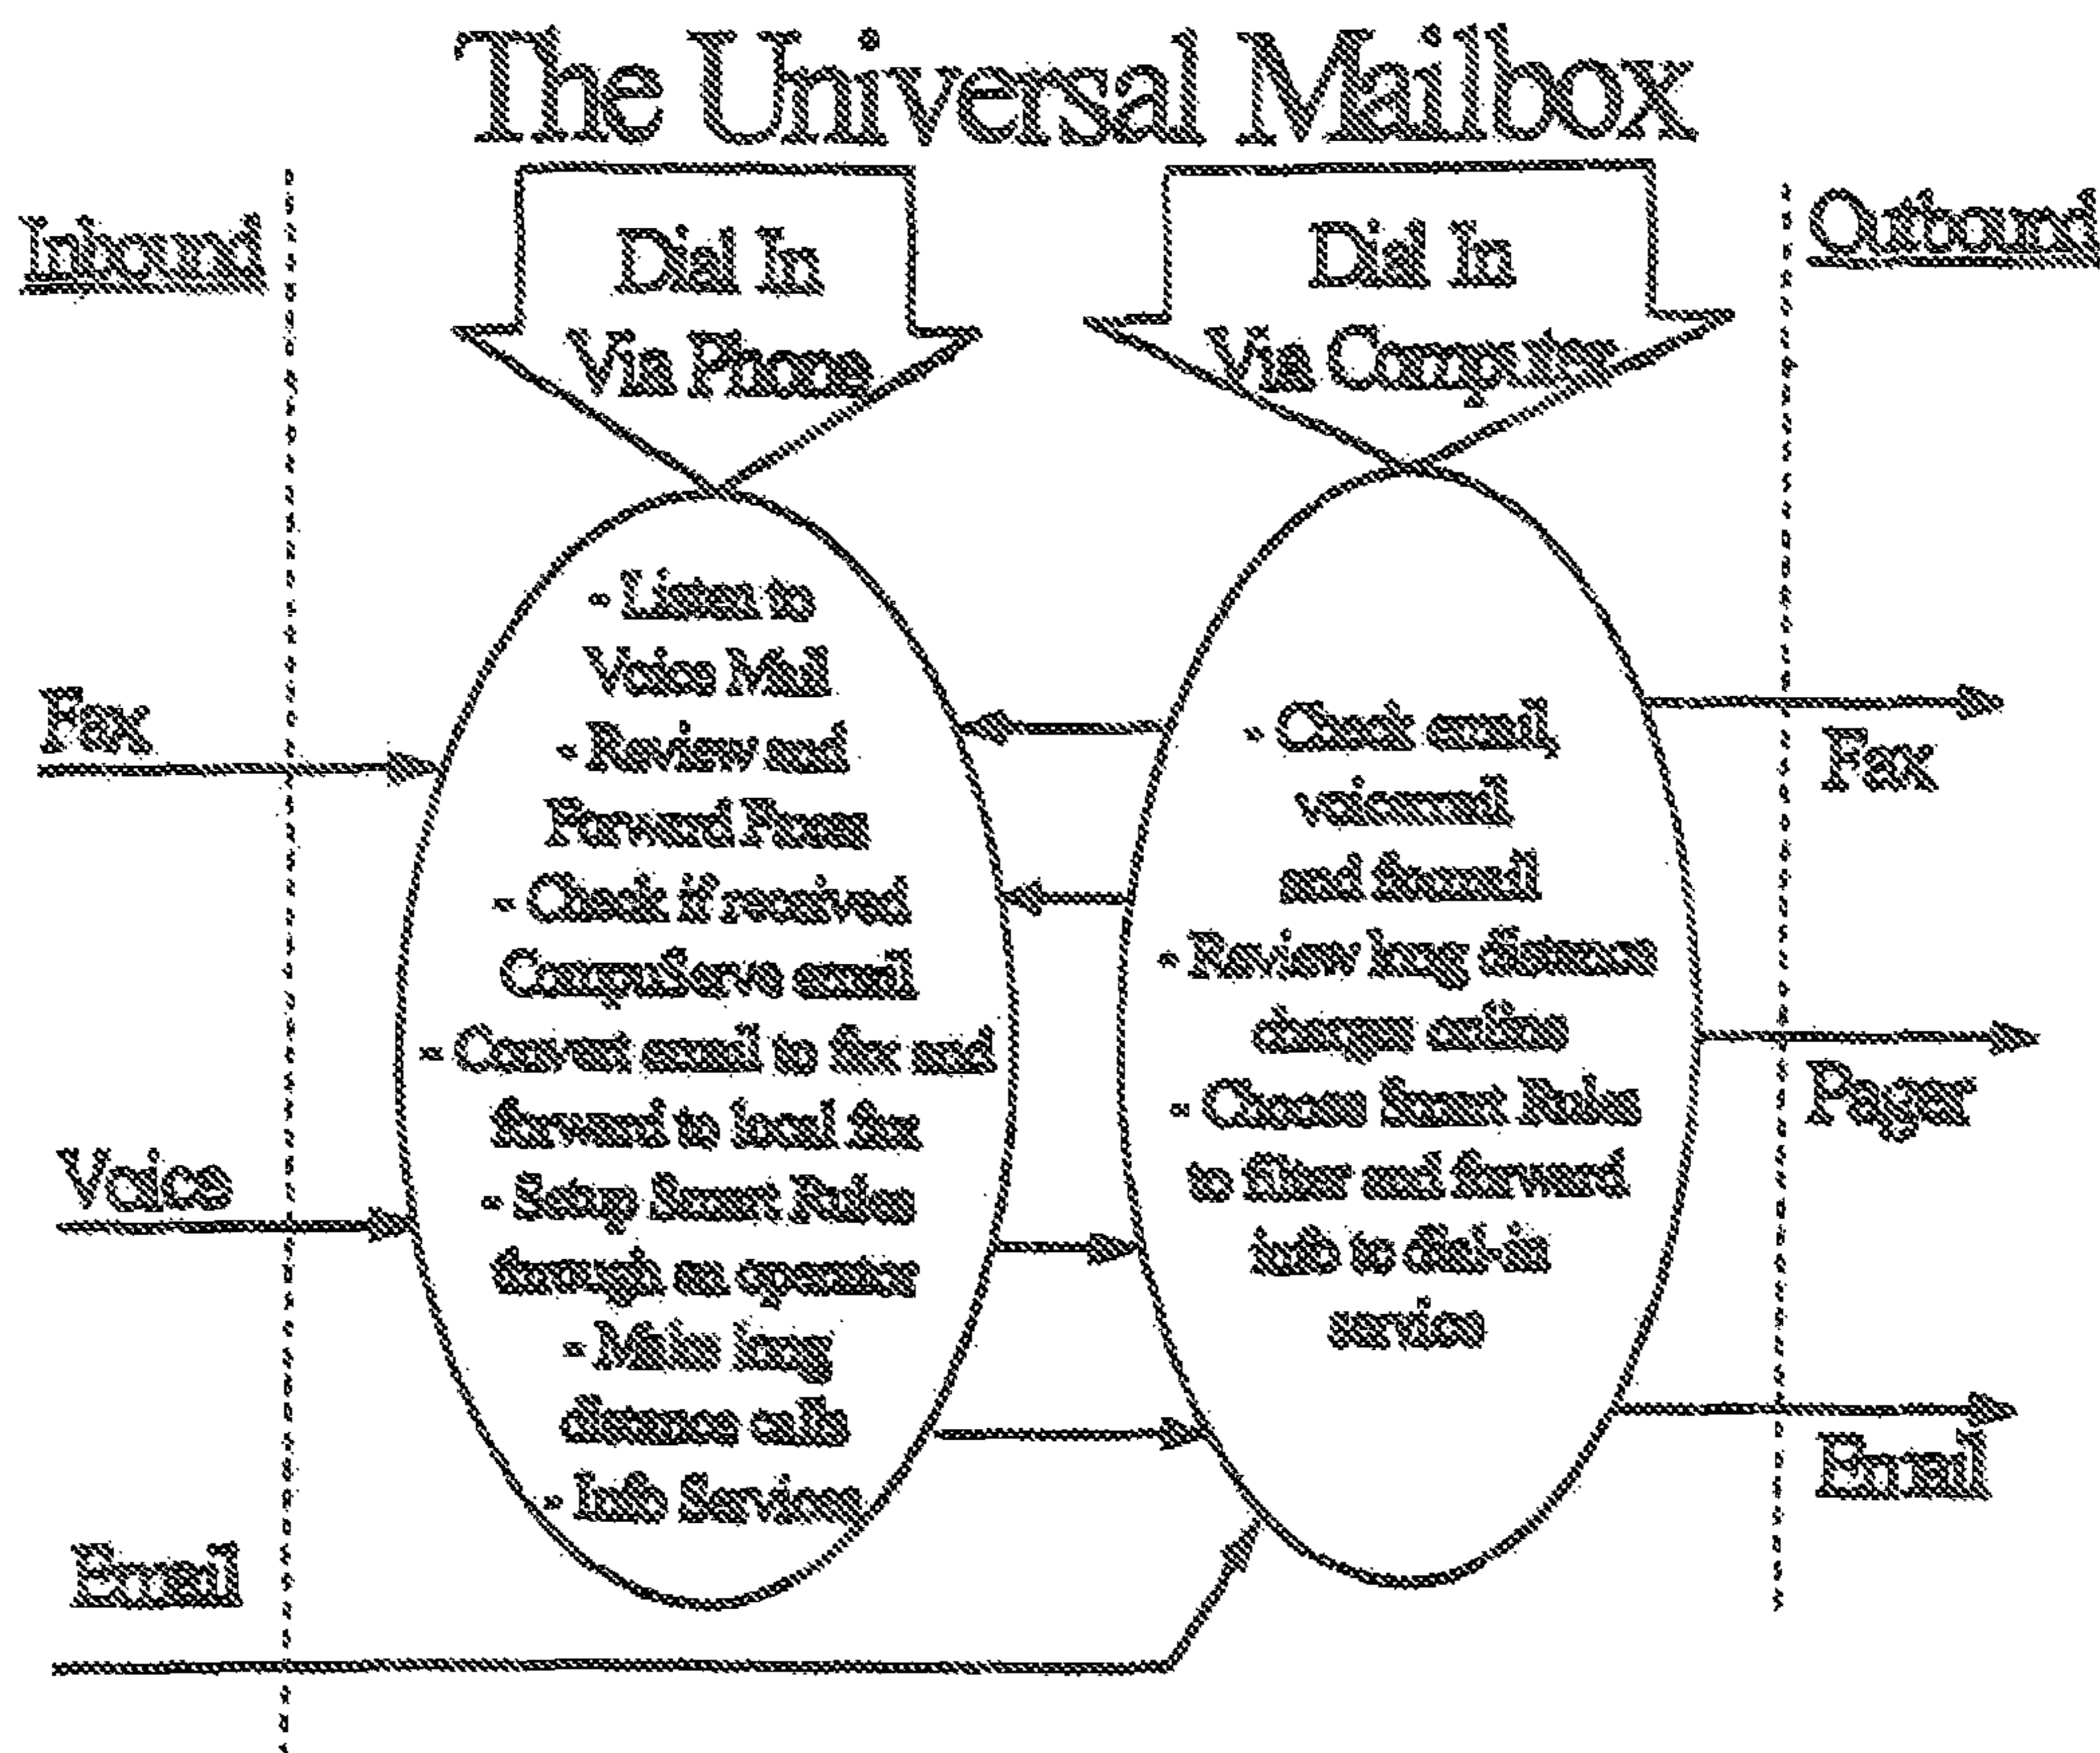 The Universal Mailbox
Inbound
Dial In
Via Phone
Dial In
Via Computer
Outbound
- Listen to
Voice Mail
- Review and
Forward Faxes
- Check if received
CompuServe email
- Convert email to fax and
forward to local fax
- Setup Smart Rules
through an operator
- Make long
distance calls
- Info Services
- Check email,
voicemail
and faxmail
- Review long distance
charges online
- Choose Smart Rules
to filter and forward
info to dial-in
service
Fax
Voice
Email
Fax
Pager
Email